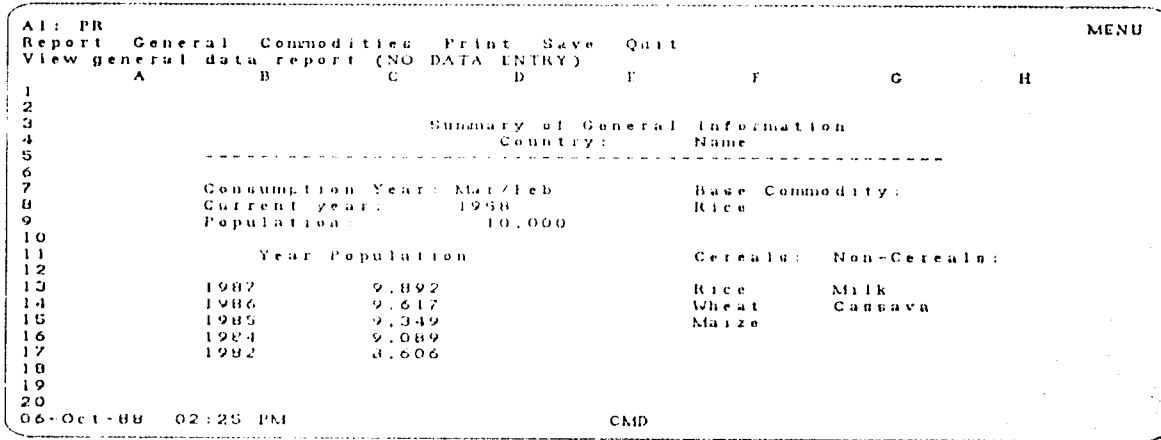 A1: PR MENU
Report General Commodities Print Save Quit
View general data report (NO DATA ENTRY)
A B C D E F G H
1
2
3 Summary of General Information
4 Country: Name
5 ----------------------------------------------------------------
6
7 Consumption Year: Mar/Feb Base Commodity:
8 Current year: 1988 Rice
9 Population: 10,000
10
11 Year Population Cereals: Non-Cereals:
12
13 1987 9,892 Rice Milk
14 1986 9,617 Wheat Cassava
15 1985 9,349 Maize
16 1984 9,089
17 1982 8,606
18
19
20
06-Oct-88 02:25 PM CMD